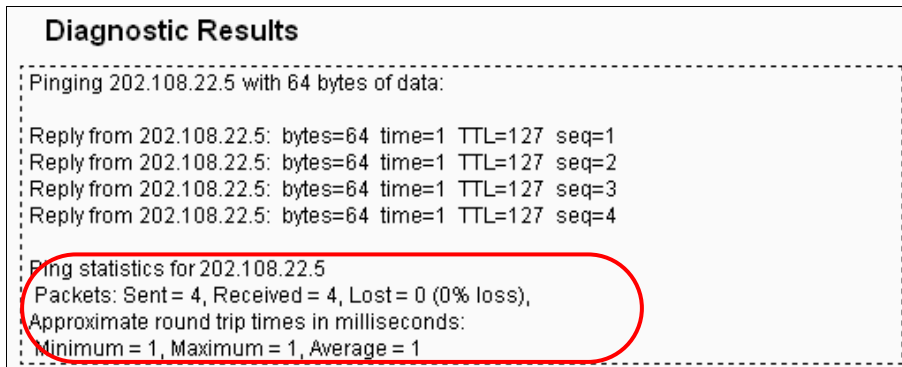 Diagnostic Results
Pinging 202.108.22.5 with 64 bytes of data:
Reply from 202.108.22.5: bytes=64 time=1 TTL=127 seq=1
Reply from 202.108.22.5: bytes=64 time=1 TTL=127 seq=2
Reply from 202.108.22.5: bytes=64 time=1 TTL=127 seq=3
Reply from 202.108.22.5: bytes=64 time=1 TTL=127 seq=4
Ping statistics for 202.108.22.5
Packets: Sent = 4, Received = 4, Lost = 0 (0% loss),
Approximate round trip times in milliseconds:
Minimum = 1, Maximum = 1, Average = 1